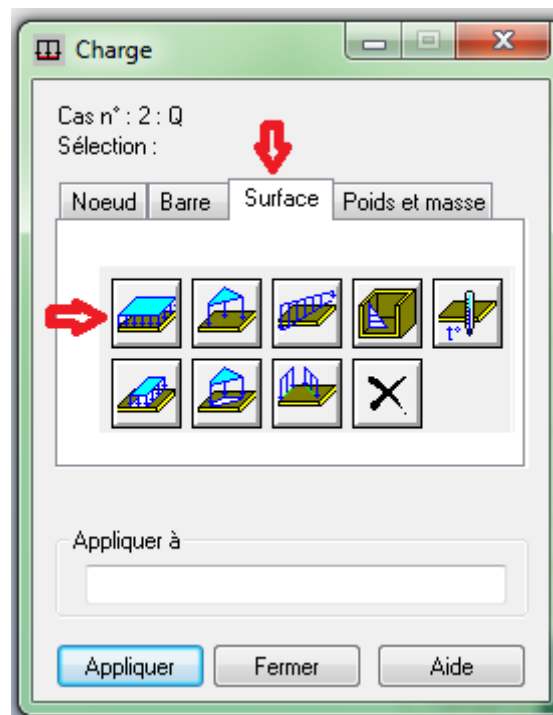 Charge
Cas n° : 2 : Q
Sélection :
Noeud Barre Surface Poids et masse
t°
Appliquer à
Appliquer Fermer Aide